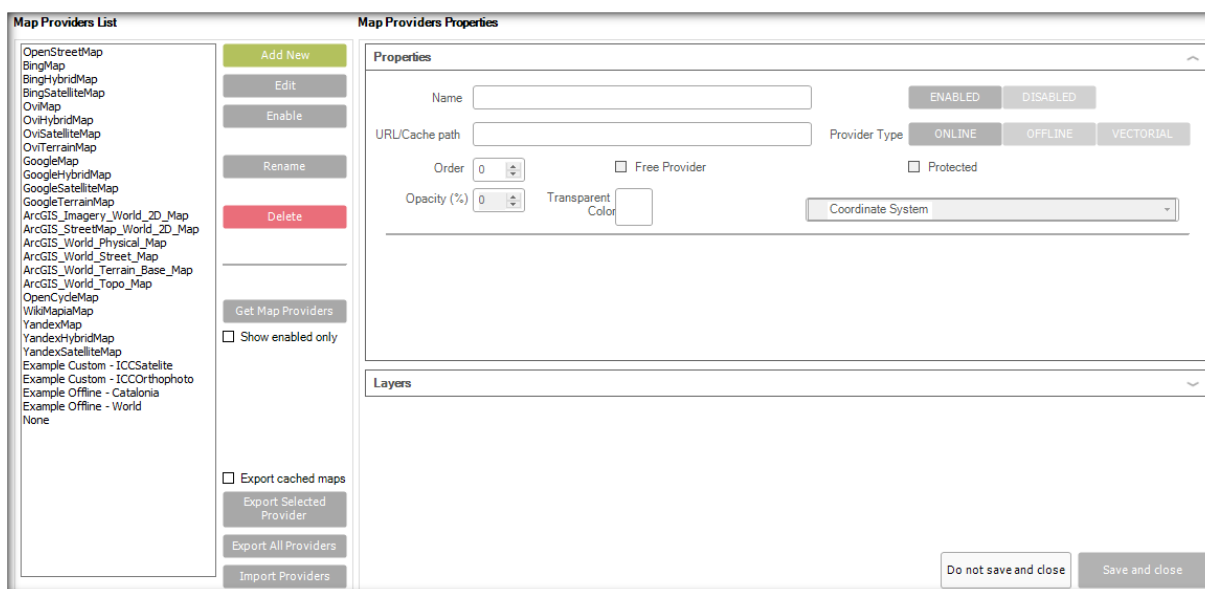 Map Providers List
OpenStreetMap
BingMap
BingHybridMap
BingSatelliteMap
OviMap
OviHybridMap
OviSatelliteMap
OviTerrainMap
GoogleMap
GoogleHybridMap
GoogleSatelliteMap
GoogleTerrainMap
ArcGIS_Imagery_World_2D_Map
ArcGIS_StreetMap_World_2D_Map
ArcGIS_World_Physical_Map
ArcGIS_World_Street_Map
ArcGIS_World_Terrain_Base_Map
ArcGIS_World_Topo_Map
OpenCycleMap
WikiMapiaMap
YandexMap
YandexHybridMap
YandexSatelliteMap
Example Custom - ICCSatelite
Example Custom - ICCOrthophoto
Example Offline - Catalonia
Example Offline - World
None
Add New
Edit
Enable
Rename
Delete
Get Map Providers
Show enabled only
Export cached maps
Export Selected
Provider
Export All Providers
Import Providers
Map Providers Properties
Properties
Name
ENABLED DISABLED
URL/Cache path
Provider Type ONLINE OFFLINE VECTORIAL
Order 0 Free Provider Protected
Opacity (%) 0 Transparent
Color
Coordinate System
Layers
Do not save and close Save and close